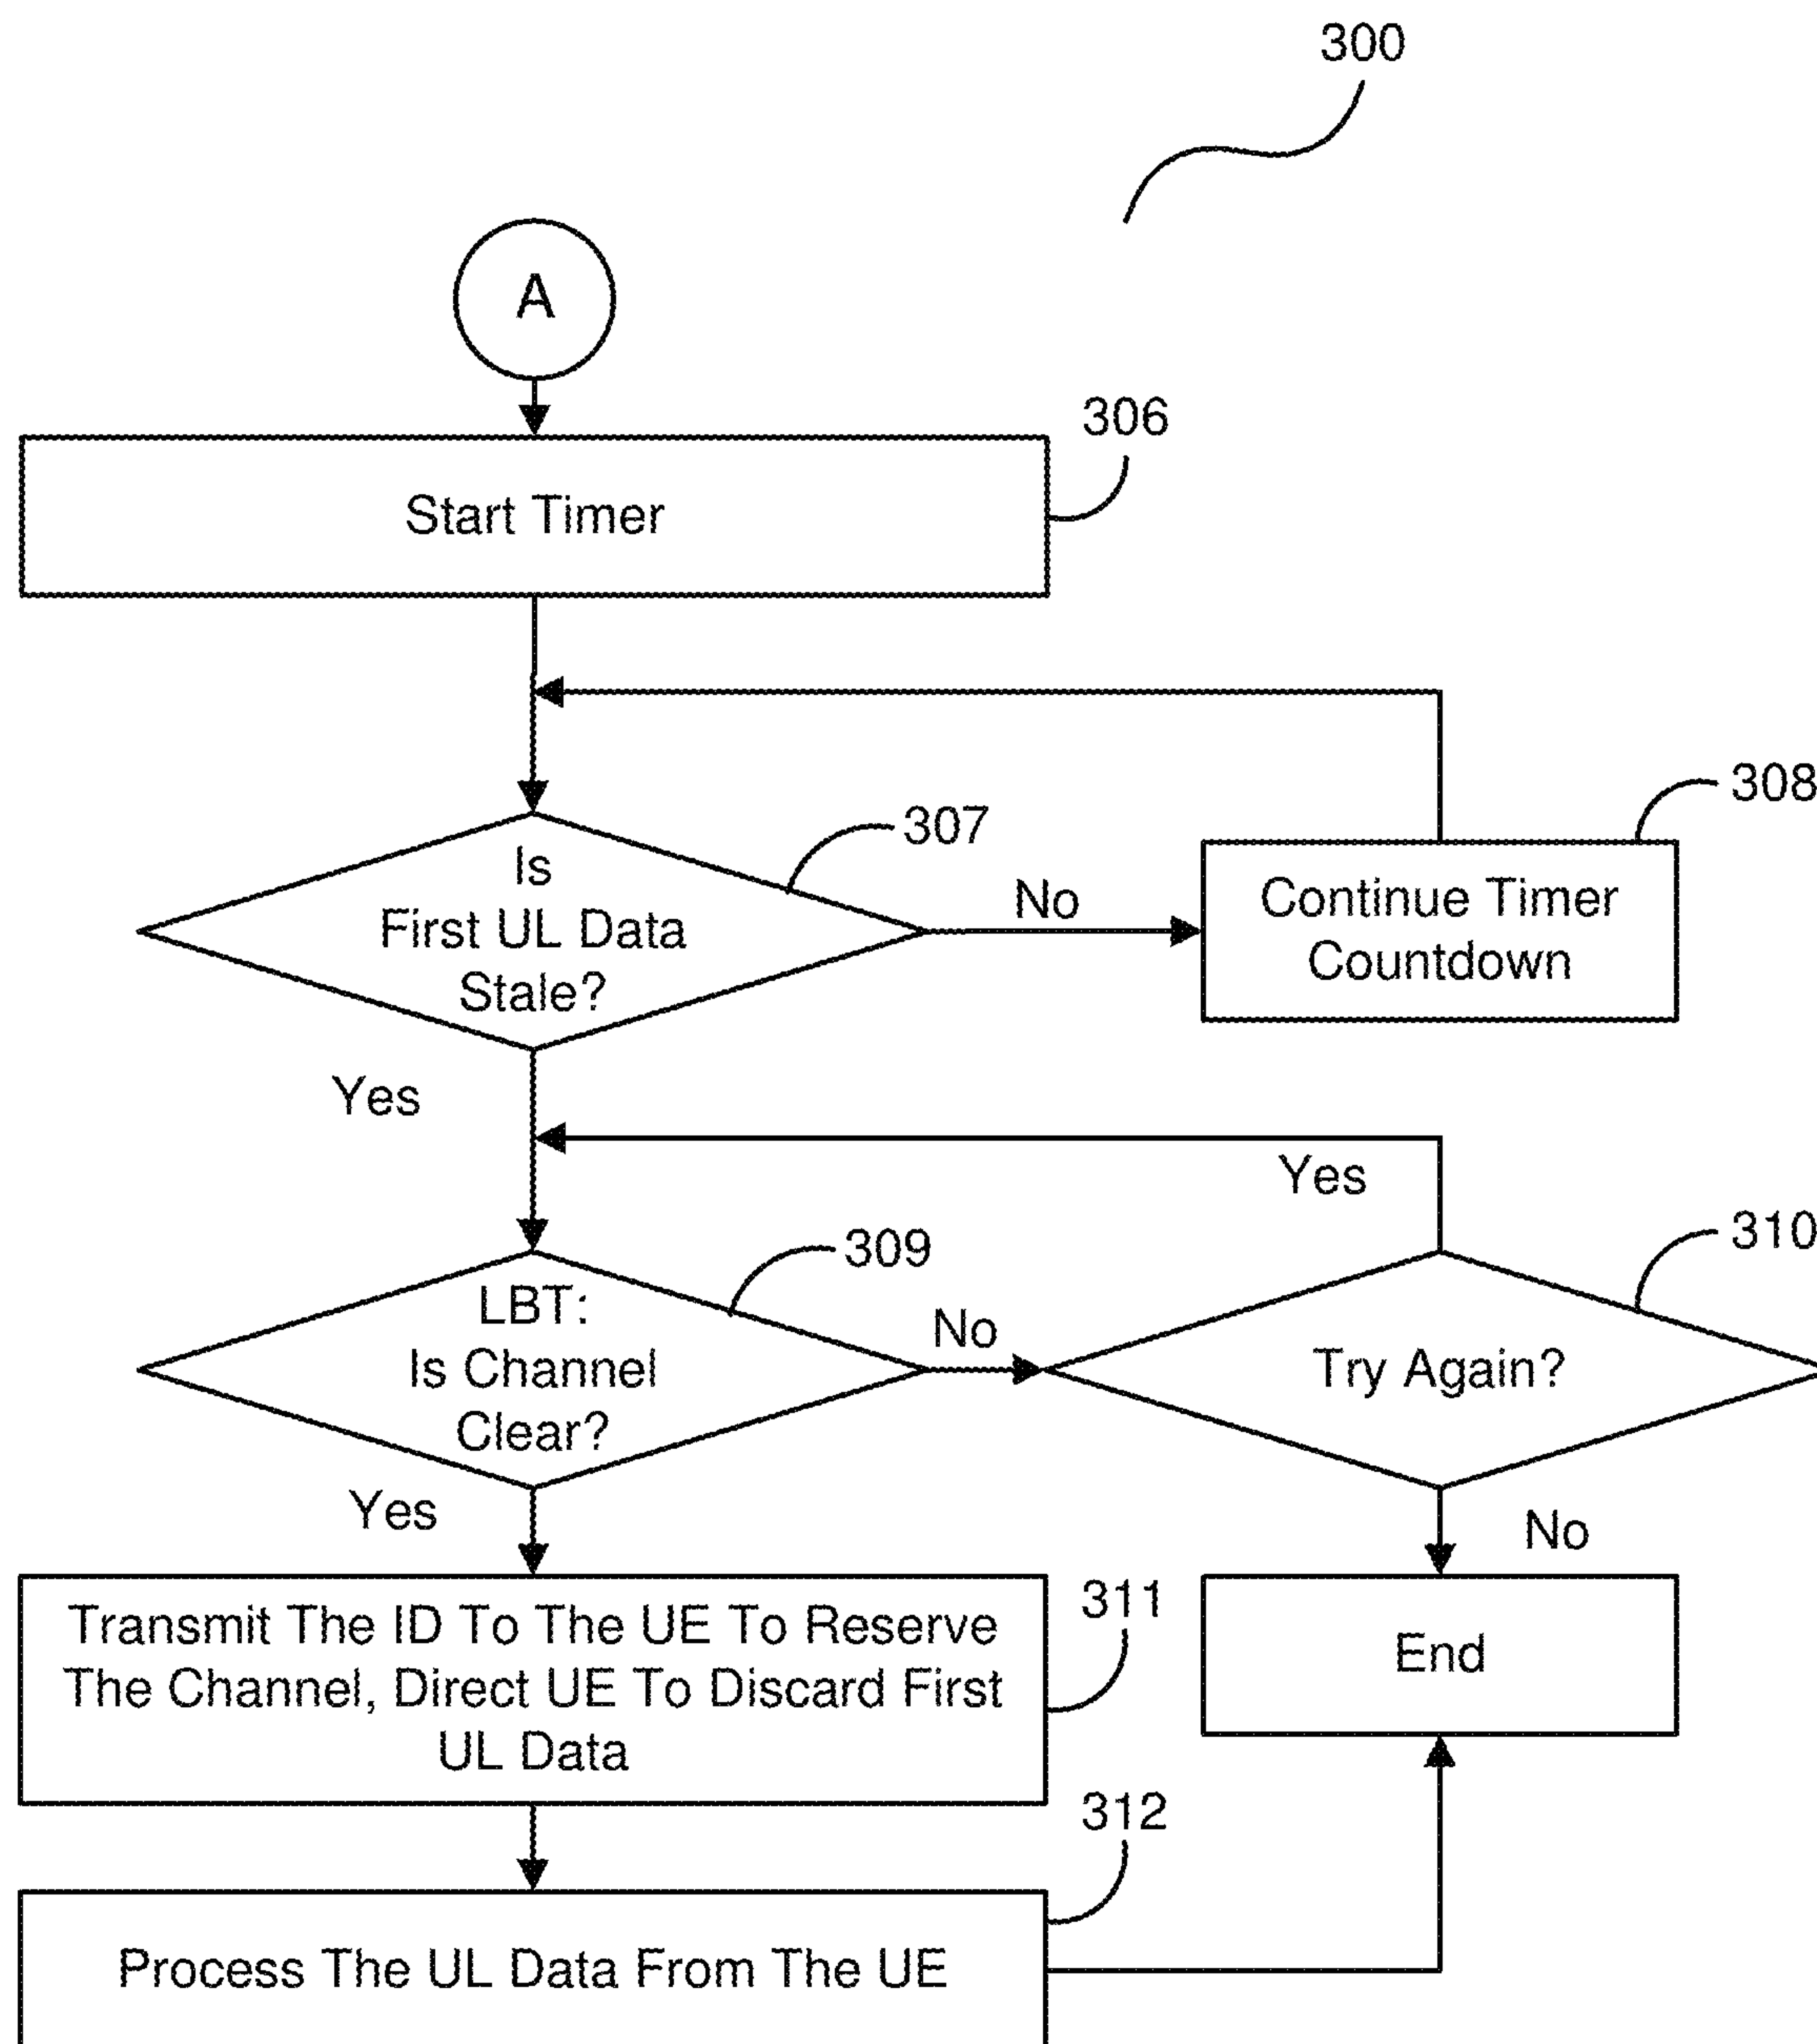 300
A
306
Start Timer
308
307
Is
First UL Data
Stale?
No
Continue Timer
Countdown
Yes
Yes
310
309
LBT:
Is Channel
Clear?
No
Try Again?
Yes
No
311
Transmit The ID To The UE To Reserve
The Channel, Direct UE To Discard First
UL Data
End
312
Process The UL Data From The UE